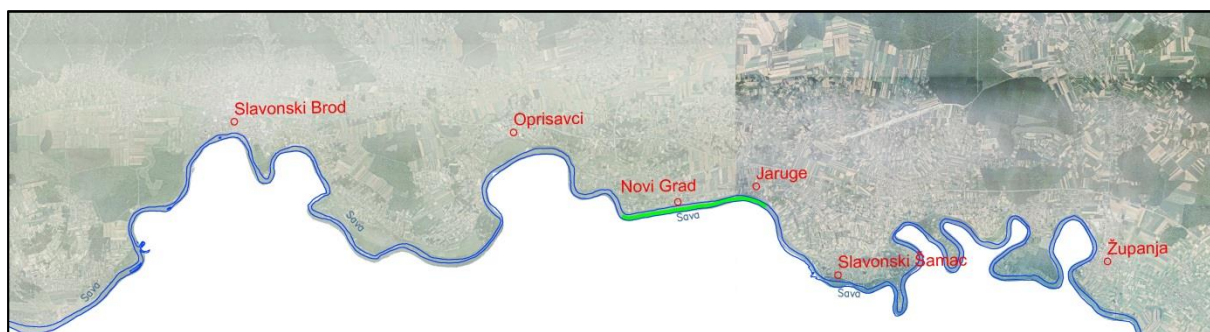 Slavonski Brod
Oprisavci
Novi Grad
Jaruge
Sava
Sava
Slavonski Šamac
Županja
Sava
Sava